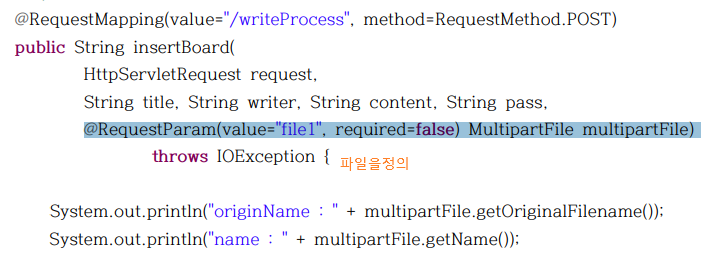 @RequestMapping(value="/writeProcess", method=RequestMethod.POST)
public String insertBoard(
HttpServletRequest request,
String title, String writer, String content, String pass,
@RequestParam(value="file1", required=false) MultipartFile multipartFile)
throws IOException { 파일을정의
System.out.println("originName : " + multipartFile.getOriginalFilename());
System.out.println("name : " + multipartFile.getName());